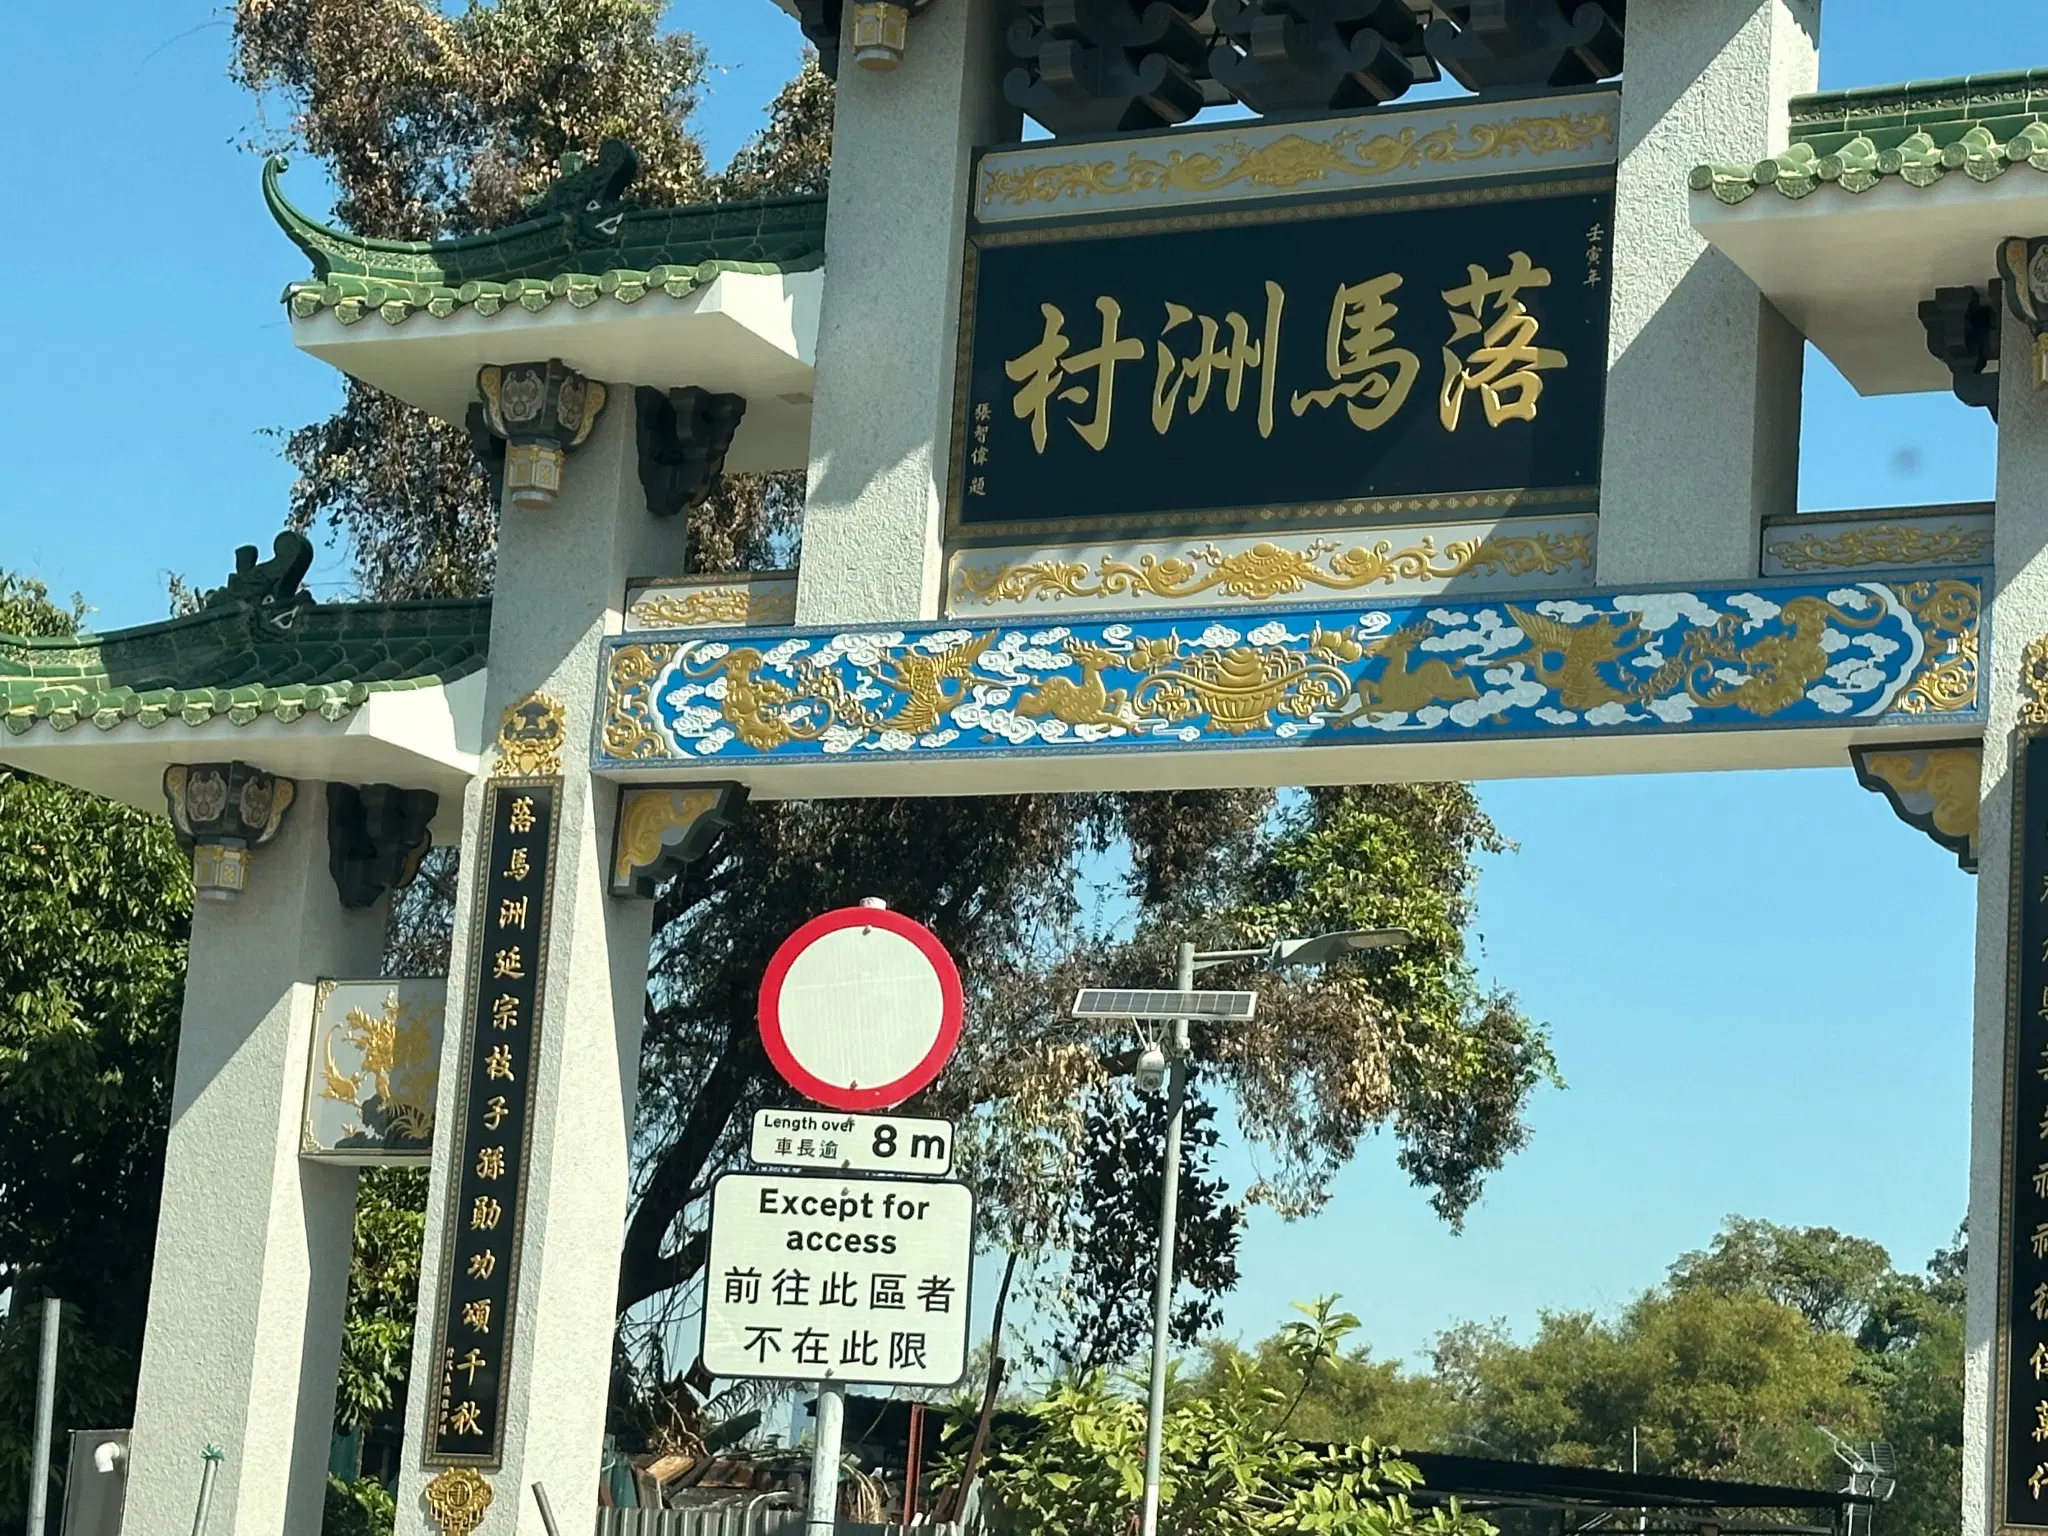 壬寅年
落馬洲村
張智偉題
落馬洲延宗枝子孫勛功頌千秋
Length over
車長逾
8 m
Except for
access
前往此區者
不在此限